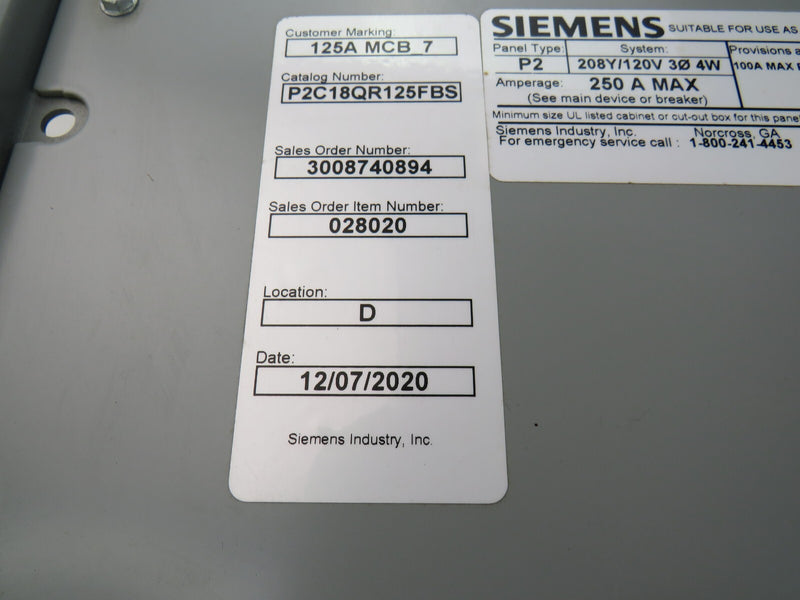 Customer Marking:
125A MCB_7
Catalog Number:
P2C18QR125FBS
Sales Order Number:
3008740894
Sales Order Item Number:
028020
Location:
D
Date:
12/07/2020
Siemens Industry, Inc.
SIEMENS SUITABLE FOR USE AS
Panel Type: System: Provisions a
P2 208Y/120V 3Ø 4W 100A MAX
Amperage: 250 A MAX
(See main device or breaker)
Minimum size UL listed cabinet or cut-out box for this pane
Siemens Industry, Inc. Norcross, GA
For emergency service call : 1-800-241-4453